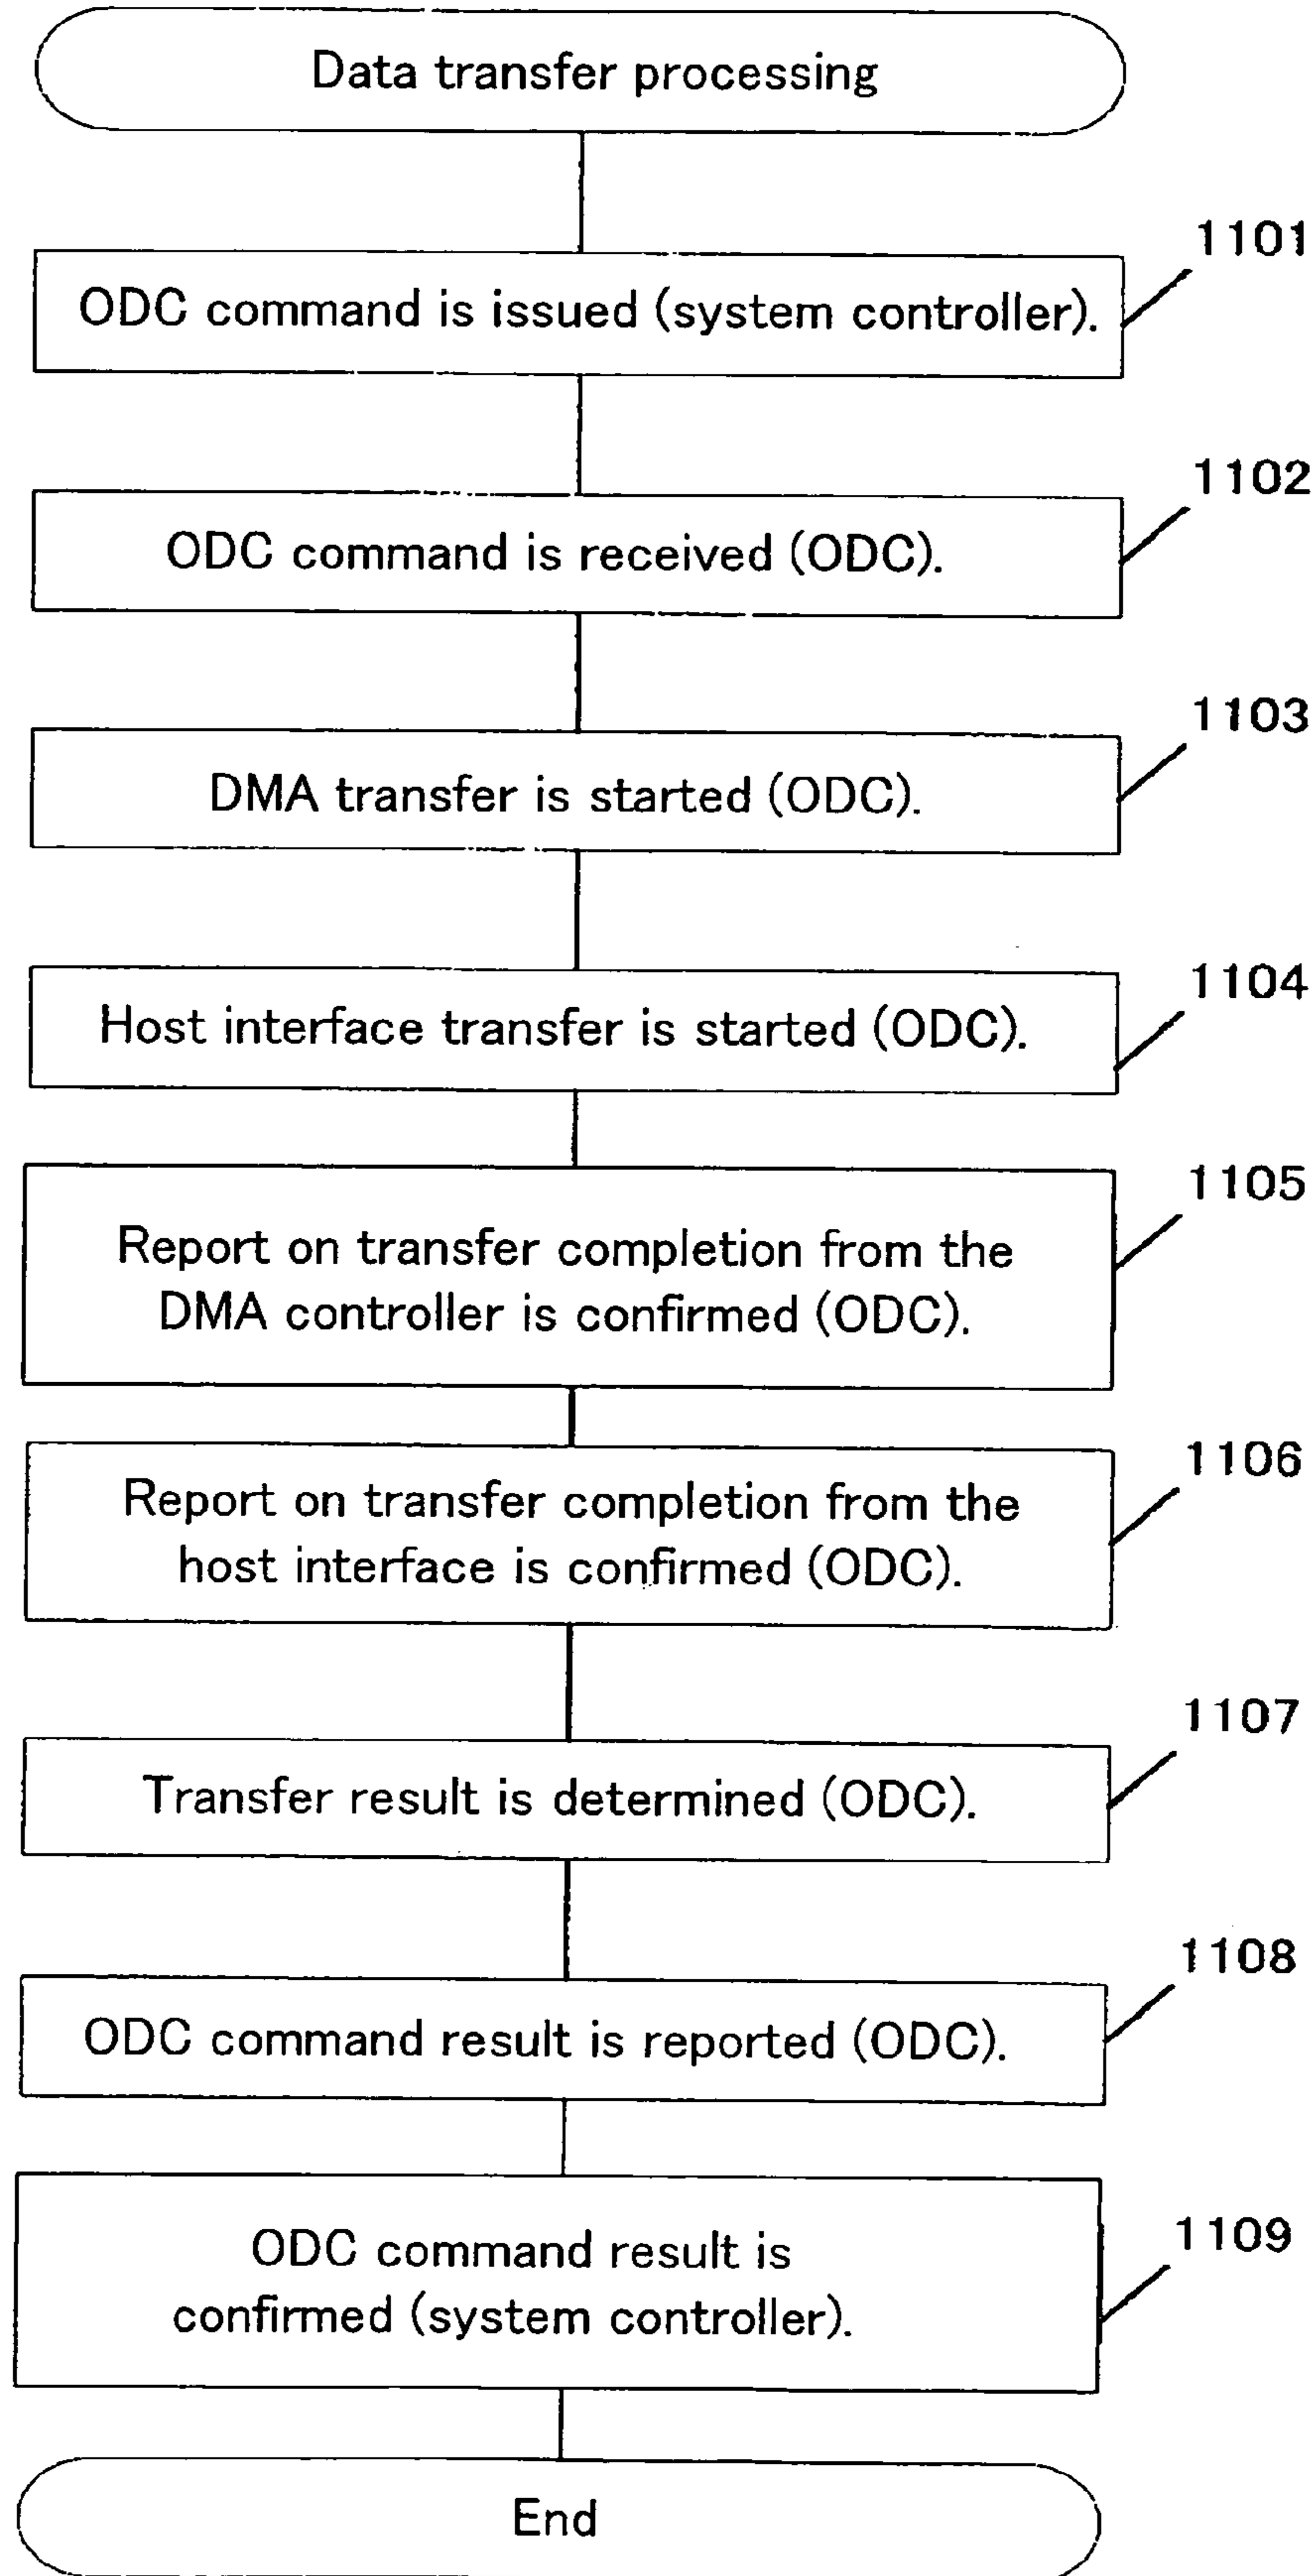 Data transfer processing
1101
ODC command is issued (system controller).
1102
ODC command is received (ODC).
1103
DMA transfer is started (ODC).
1104
Host interface transfer is started (ODC).
1105
Report on transfer completion from the
DMA controller is confirmed (ODC).
1106
Report on transfer completion from the
host interface is confirmed (ODC).
1107
Transfer result is determined (ODC).
1108
ODC command result is reported (ODC).
1109
ODC command result is
confirmed (system controller).
End